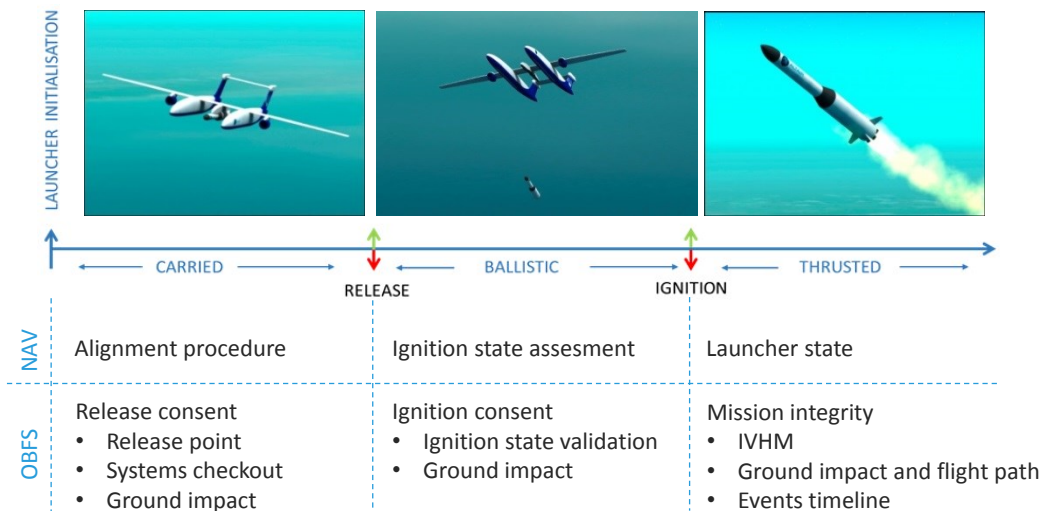 LAUNCHER INITIALISATION
CARRIED
BALLISTIC
THRUSTED
RELEASE
IGNITION
NAV
Alignment procedure
Ignition state assesment
Launcher state
OBFS
Release consent
• Release point
• Systems checkout
• Ground impact
Ignition consent
• Ignition state validation
• Ground impact
Mission integrity
• IVHM
• Ground impact and flight path
• Events timeline